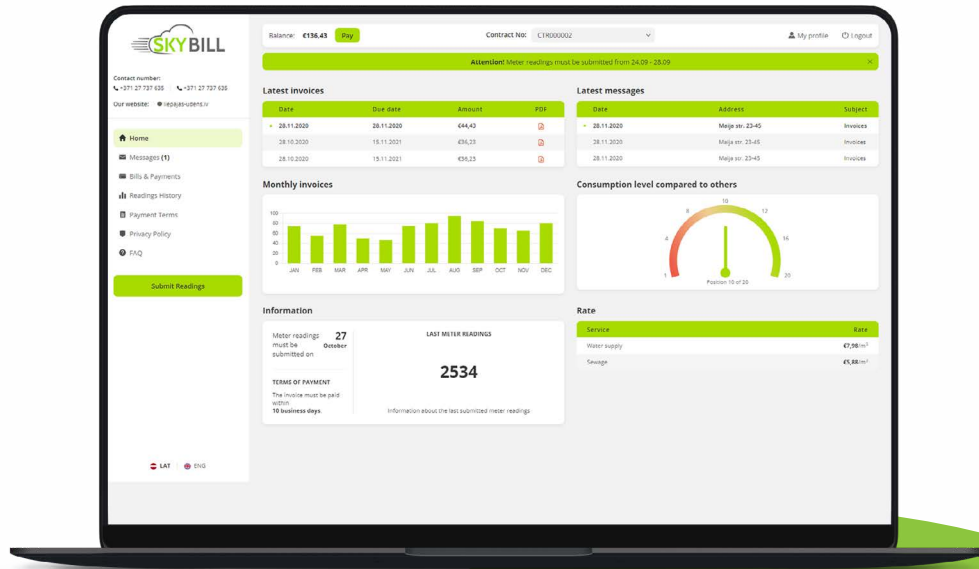 SKYBILL
Balance: €136,43 Pay
Contract No: CTR000002
My profile Logout
Attention! Meter readings must be submitted from 24.09 - 28.09
Contact number:
+371 27 737 635 +371 27 737 635
Our website: liepajas-udens.lv
Home
Messages (1)
Bills & Payments
Readings History
Payment Terms
Privacy Policy
FAQ
Submit Readings
LAT ENG
Latest invoices
Date Due date Amount PDF
28.11.2020 20.11.2020 €44,43
28.10.2020 15.11.2021 €36,23
28.10.2020 15.11.2021 €36,23
Latest messages
Date Address Subject
28.11.2020 Meija str. 23-45 Invoices
28.11.2020 Meija str. 23-45 Invoices
28.11.2020 Meija str. 23-45 Invoices
Monthly invoices
100
80
60
40
20
0
JAN FEB MAR APR MAY JUN JUL AUG SEP OCT NOV DEC
Consumption level compared to others
1 4 8 10 12 16 20
Position 10 of 20
Information
Meter readings
must be
submitted on
27
October
TERMS OF PAYMENT
The invoice must be paid
within
10 business days
LAST METER READINGS
2534
Information about the last submitted meter readings
Rate
Service Rate
Water supply €7,98/m³
Sewage €5,88/m³